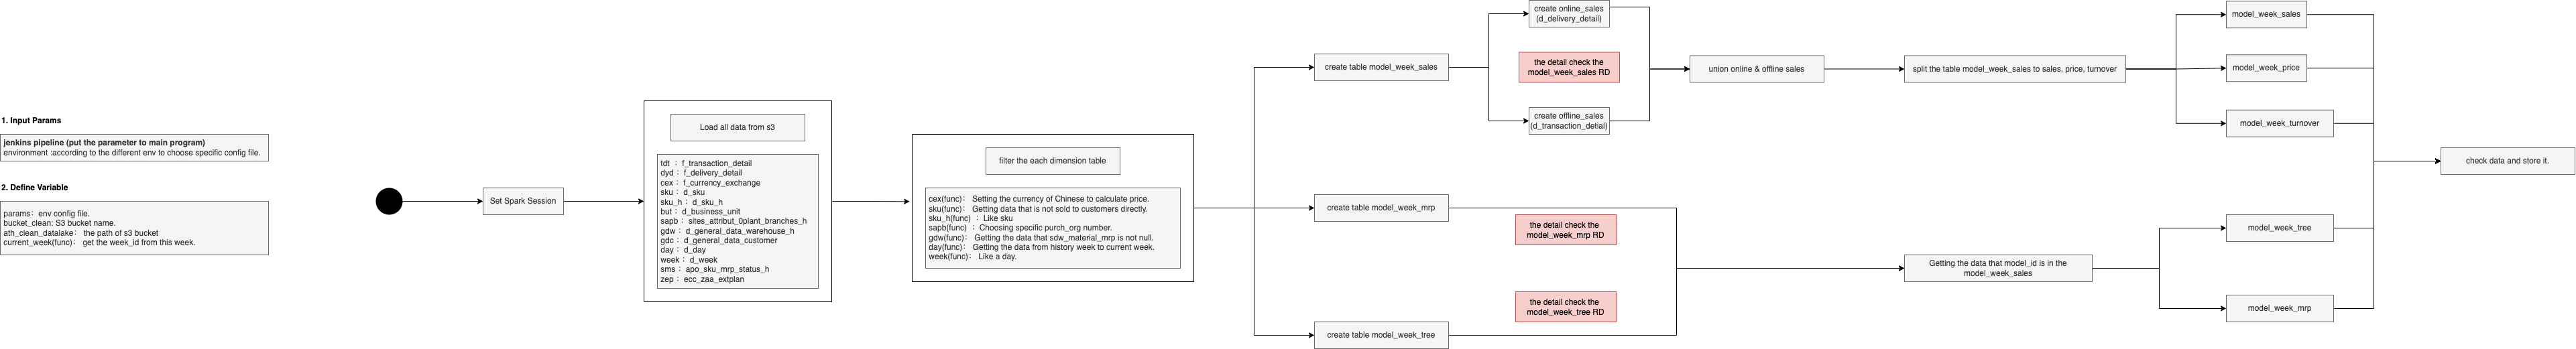 1. Input Params
jenkins pipeline (put the parameter to main program)
environment :according to the different env to choose specific config file.
2. Define Variable
params： env config file.
bucket_clean: S3 bucket name.
ath_clean_datalake： the path of s3 bucket
current_week(func)： get the week_id from this week.
Set Spark Session
Load all data from s3
tdt ： f_transaction_detail
dyd： f_delivery_detail
cex： f_currency_exchange
sku： d_sku
sku_h： d_sku_h
but： d_business_unit
sapb： sites_attribut_0plant_branches_h
gdw： d_general_data_warehouse_h
gdc： d_general_data_customer
day： d_day
week： d_week
sms： apo_sku_mrp_status_h
zep： ecc_zaa_extplan
filter the each dimension table
cex(func)： Setting the currency of Chinese to calculate price.
sku(func)： Getting data that is not sold to customers directly.
sku_h(func) ： Like sku
sapb(func) ： Choosing specific purch_org number.
gdw(func)： Getting the data that sdw_material_mrp is not null.
day(func)： Getting the data from history week to current week.
week(func)： Like a day.
create table model_week_sales
create online_sales
(d_delivery_detail)
the detail check the
model_week_sales RD
create offline_sales
(d_transaction_detial)
union online & offline sales
split the table model_week_sales to sales, price, turnover
model_week_sales
model_week_price
model_week_turnover
create table model_week_mrp
the detail check the
model_week_mrp RD
the detail check the
model_week_tree RD
create table model_week_tree
Getting the data that model_id is in the
model_week_sales
model_week_tree
model_week_mrp
check data and store it.